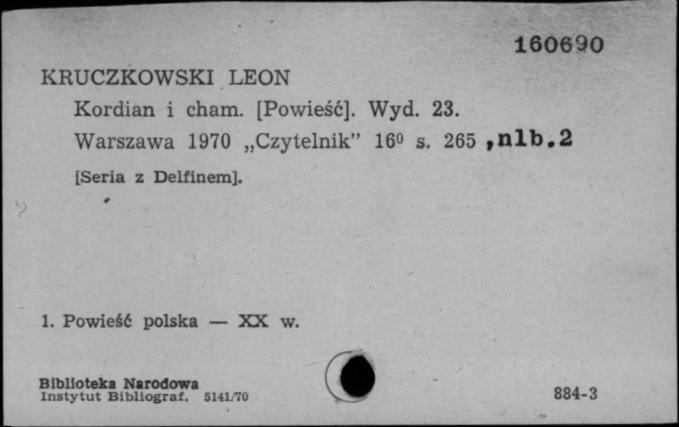 160690
KRUCZKOWSKI LEON
Kordian i cham. [Powieść]. Wyd. 23.
Warszawa 1970 „Czytelnik” 16⁰ s. 265 , nlb. 2
[Seria z Delfinem].
1. Powieść polska — XX w.
Biblioteka Narodowa
Instytut Bibliograf. 5141/70
884-3